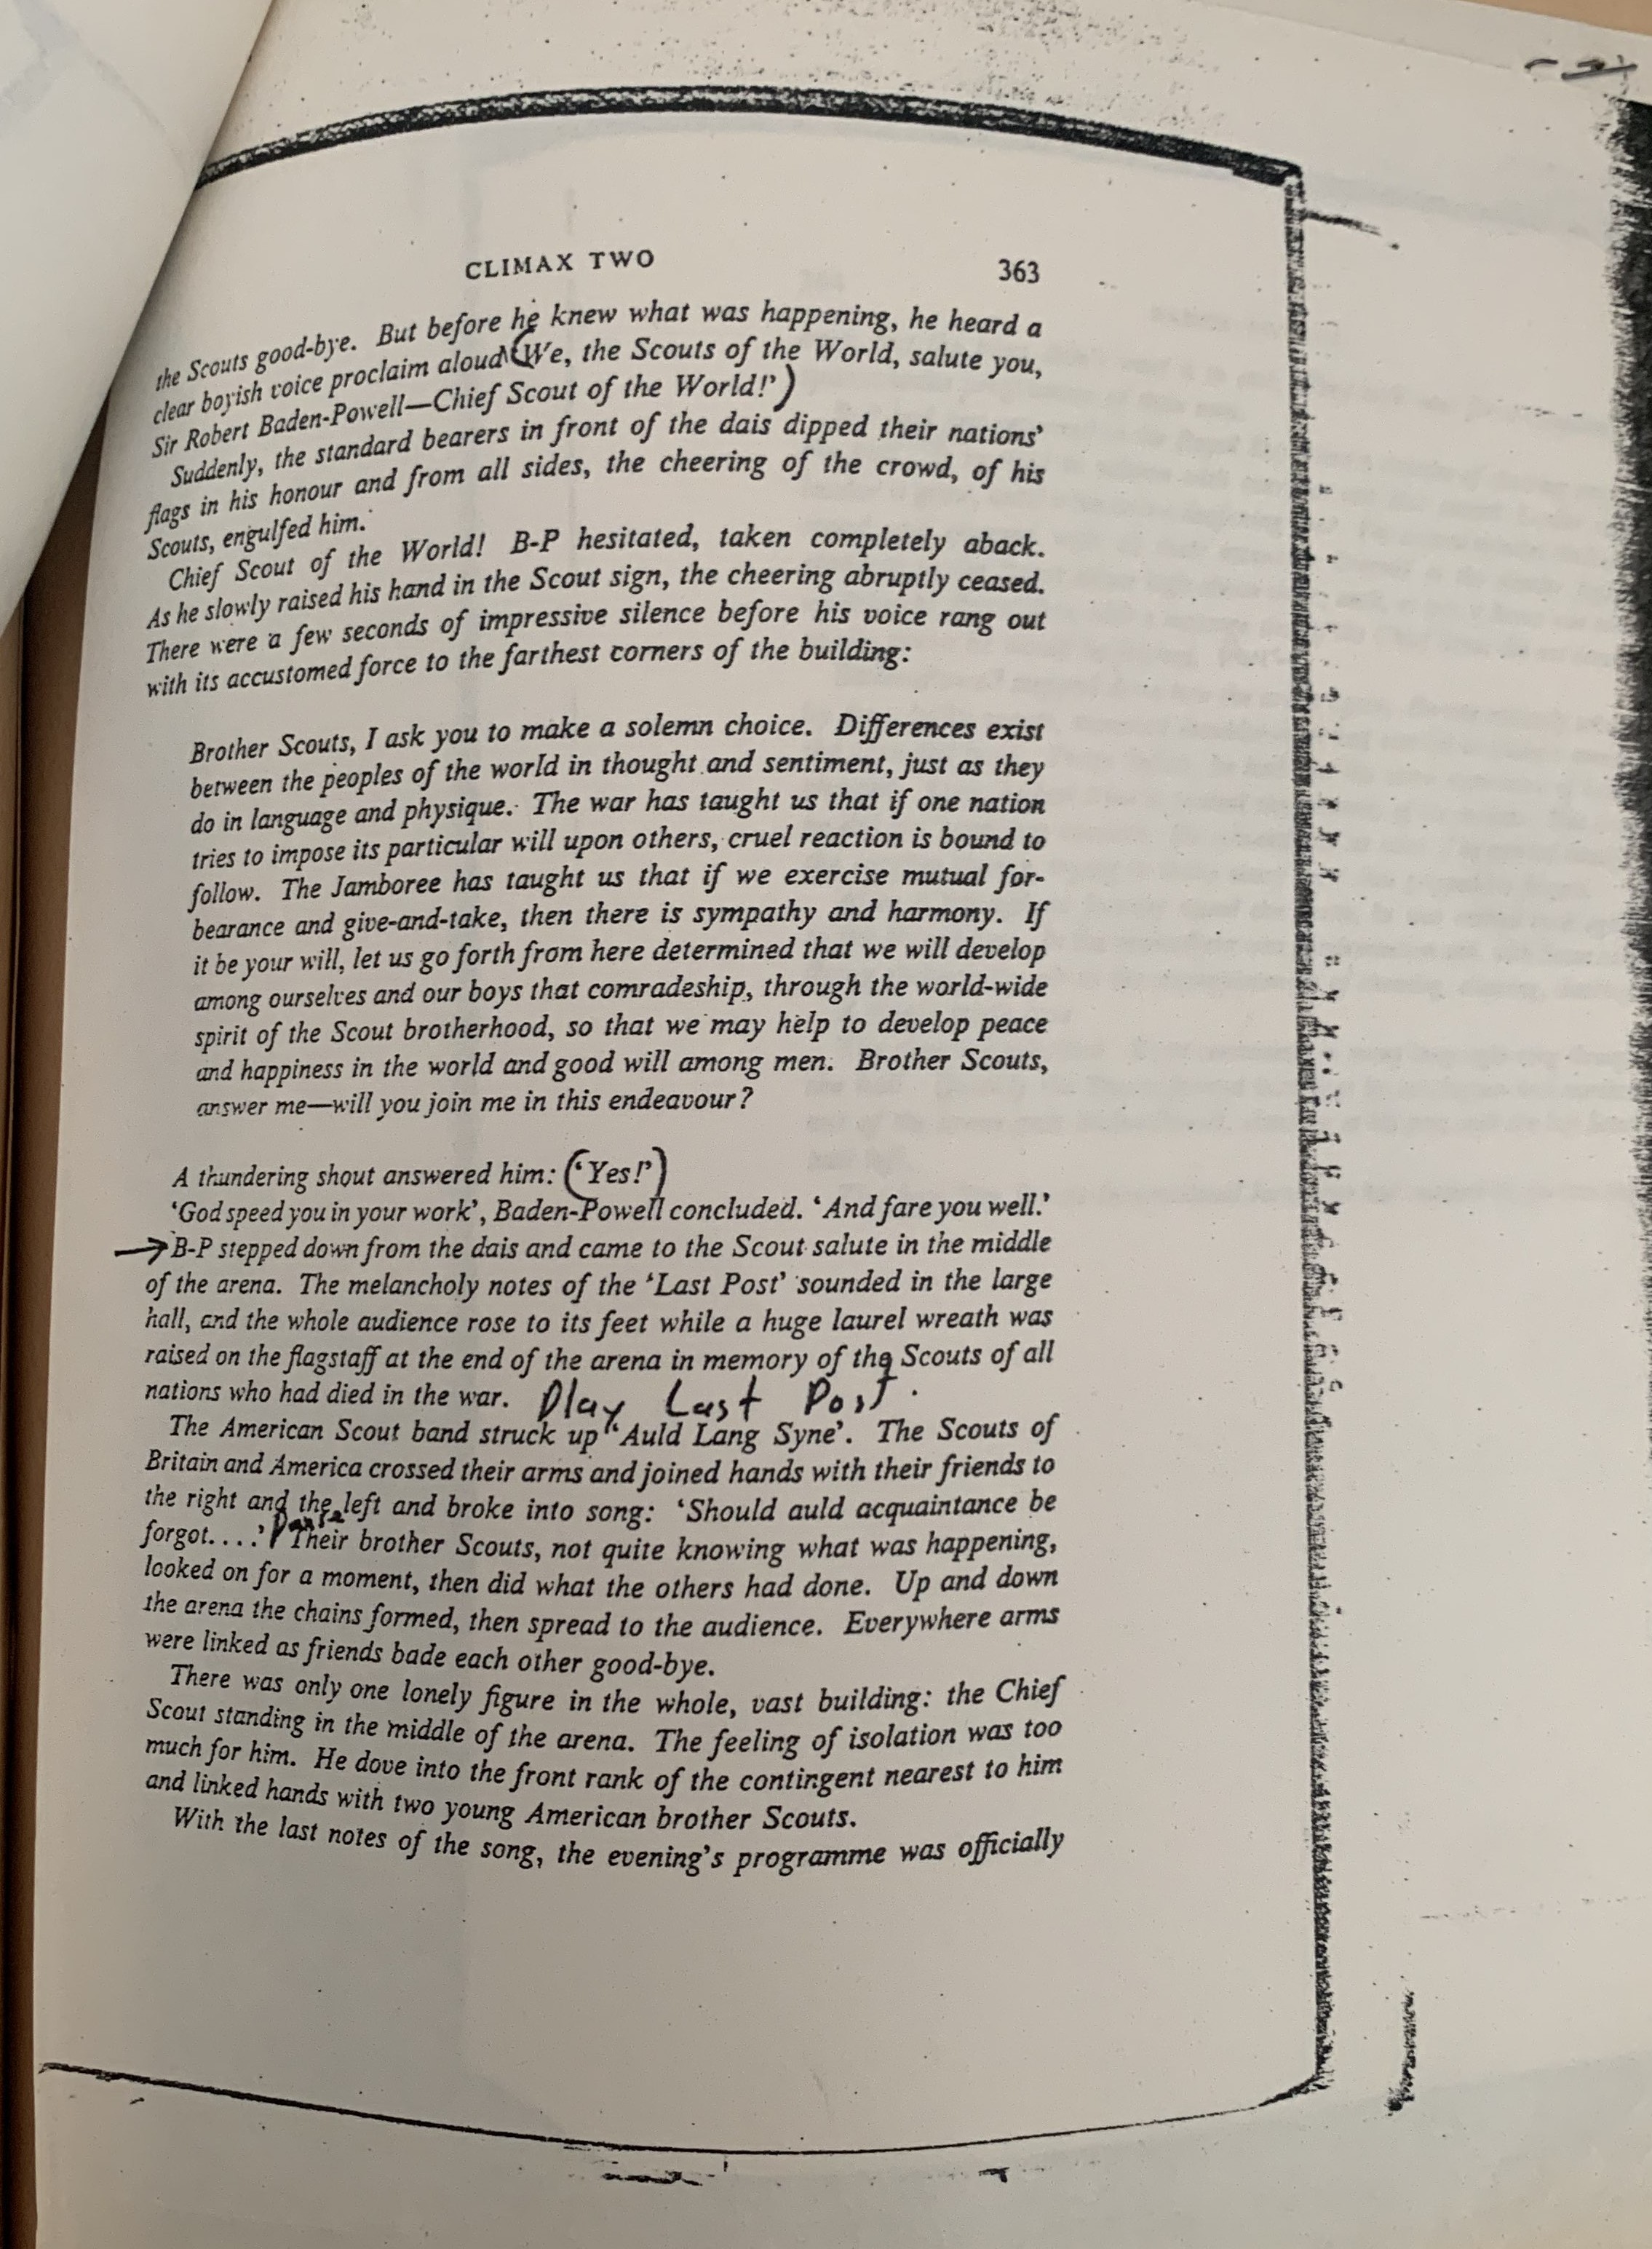 CLIMAX TWO 363
the Scouts good-bye. But before he knew what was happening, he heard a
clear boyish voice proclaim aloud (We, the Scouts of the World, salute you,
Sir Robert Baden-Powell—Chief Scout of the World!’)
Suddenly, the standard bearers in front of the dais dipped their nations’
flags in his honour and from all sides, the cheering of the crowd, of his
Scouts, engulfed him.
Chief Scout of the World! B-P hesitated, taken completely aback.
As he slowly raised his hand in the Scout sign, the cheering abruptly ceased.
There were a few seconds of impressive silence before his voice rang out
with its accustomed force to the farthest corners of the building:
Brother Scouts, I ask you to make a solemn choice. Differences exist
between the peoples of the world in thought and sentiment, just as they
do in language and physique. The war has taught us that if one nation
tries to impose its particular will upon others, cruel reaction is bound to
follow. The Jamboree has taught us that if we exercise mutual for-
bearance and give-and-take, then there is sympathy and harmony. If
it be your will, let us go forth from here determined that we will develop
among ourselves and our boys that comradeship, through the world-wide
spirit of the Scout brotherhood, so that we may help to develop peace
and happiness in the world and good will among men. Brother Scouts,
answer me—will you join me in this endeavour?
A thundering shout answered him: (‘Yes!’)
‘God speed you in your work’, Baden-Powell concluded. ‘And fare you well.’
→ B-P stepped down from the dais and came to the Scout salute in the middle
of the arena. The melancholy notes of the ‘Last Post’ sounded in the large
hall, and the whole audience rose to its feet while a huge laurel wreath was
raised on the flagstaff at the end of the arena in memory of the Scouts of all
nations who had died in the war. Play Last Post.
The American Scout band struck up ‘Auld Lang Syne’. The Scouts of
Britain and America crossed their arms and joined hands with their friends to
the right and the left and broke into song: ‘Should auld acquaintance be
forgot....’ Pause Their brother Scouts, not quite knowing what was happening,
looked on for a moment, then did what the others had done. Up and down
the arena the chains formed, then spread to the audience. Everywhere arms
were linked as friends bade each other good-bye.
There was only one lonely figure in the whole, vast building: the Chief
Scout standing in the middle of the arena. The feeling of isolation was too
much for him. He dove into the front rank of the contingent nearest to him
and linked hands with two young American brother Scouts.
With the last notes of the song, the evening’s programme was officially